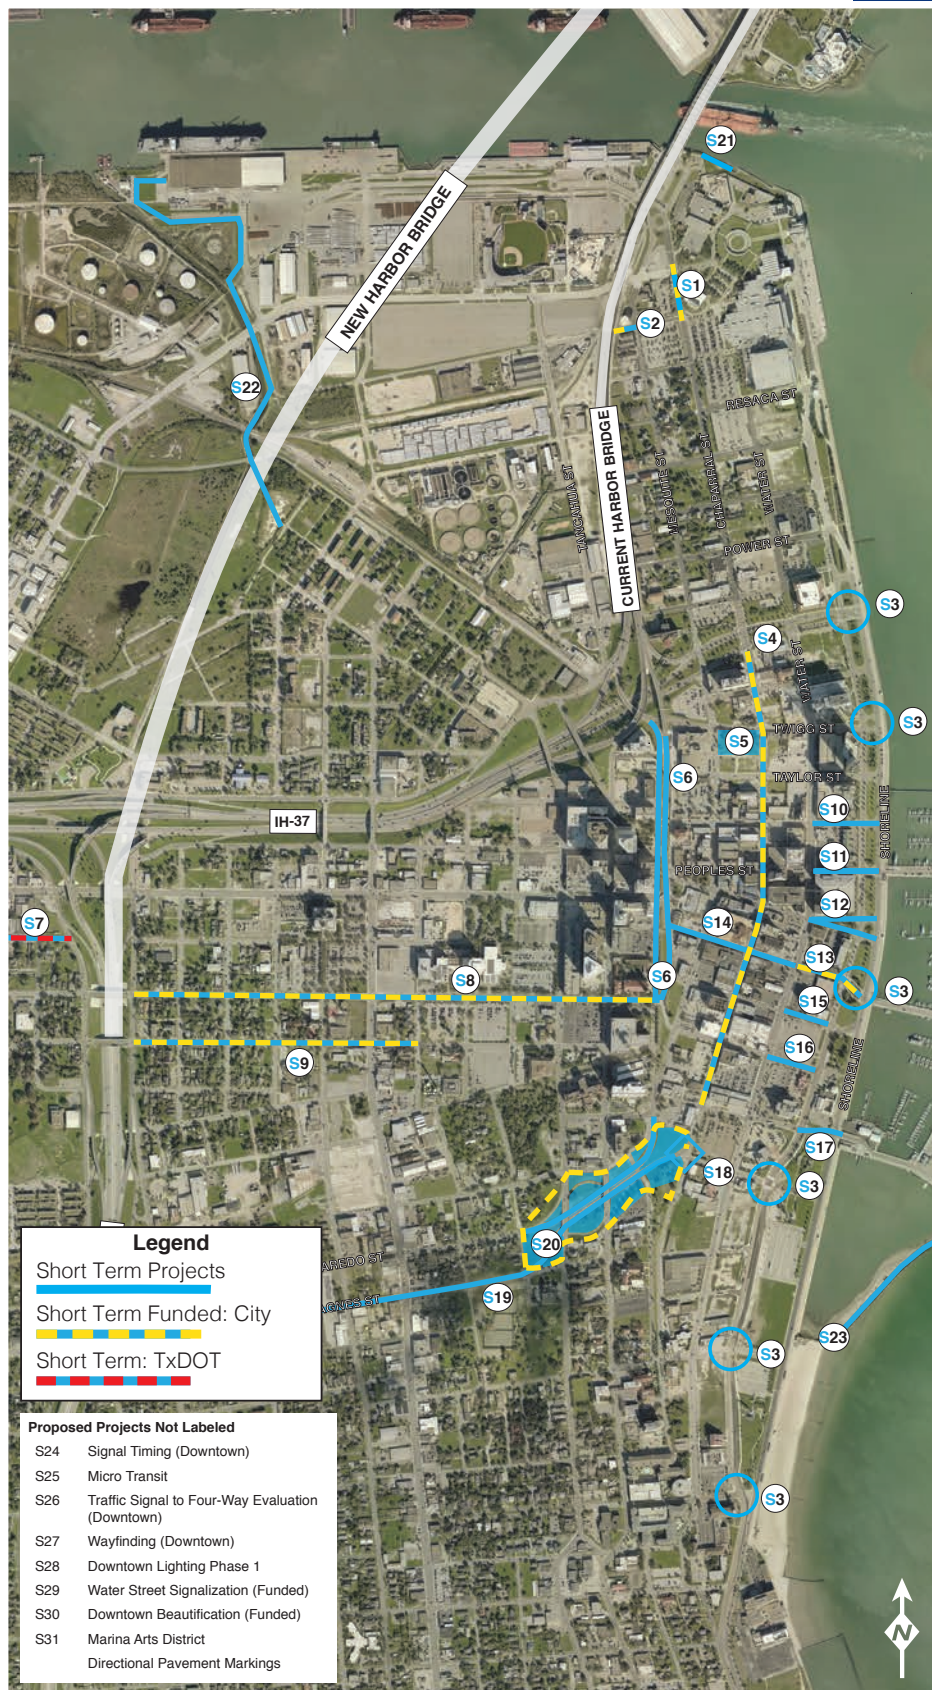 S21
NEW HARBOR BRIDGE
S1
S2
S22
RESACA ST
CURRENT HARBOR BRIDGE
TANCAHUA ST
MESQUITE ST
CHAPARRAL ST
WATER ST
POWER ST
S3
S4
WATER ST
S3
TWIGG ST
S5
S6
TAYLOR ST
S10
IH-37
SHORELINE
S11
PEOPLES ST
S12
S7
S14
S13
S8
S6
S3
S15
S9
S16
SHORELINE
S17
S18
S3
S20
LAREDO ST
AGNES ST
S19
S23
S3
S3
Legend
Short Term Projects
Short Term Funded: City
Short Term: TxDOT
Proposed Projects Not Labeled
S24 Signal Timing (Downtown)
S25 Micro Transit
S26 Traffic Signal to Four-Way Evaluation
(Downtown)
S27 Wayfinding (Downtown)
S28 Downtown Lighting Phase 1
S29 Water Street Signalization (Funded)
S30 Downtown Beautification (Funded)
S31 Marina Arts District
Directional Pavement Markings
N